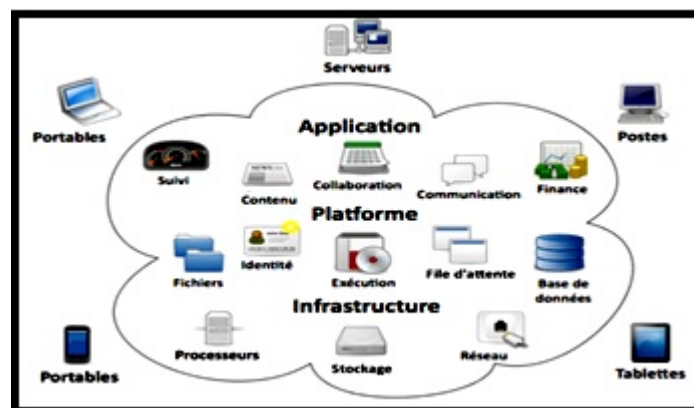 Serveurs
Portables
Postes
Application
Suivi
Contenu
Collaboration
Communication
Finance
Platforme
Fichiers
Identité
Exécution
File d'attente
Base de
données
Infrastructure
Processeurs
Stockage
Réseau
Portables
Tablettes